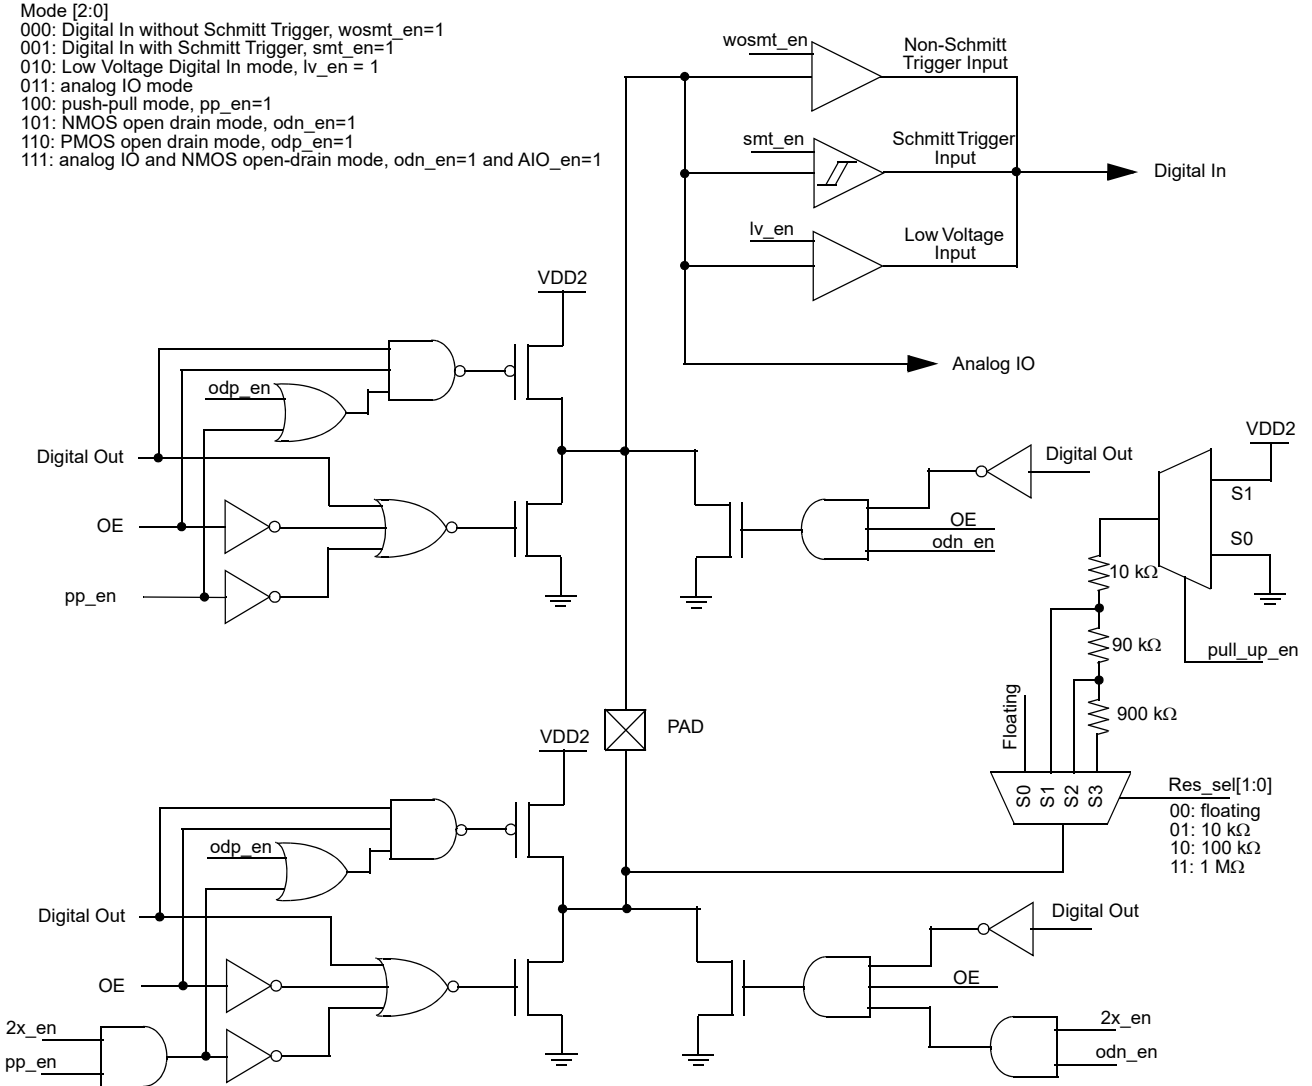 Mode [2:0]
000: Digital In without Schmitt Trigger, wosmt_en=1
001: Digital In with Schmitt Trigger, smt_en=1
010: Low Voltage Digital In mode, lv_en = 1
011: analog IO mode
100: push-pull mode, pp_en=1
101: NMOS open drain mode, odn_en=1
110: PMOS open drain mode, odp_en=1
111: analog IO and NMOS open-drain mode, odn_en=1 and AIO_en=1
wosmt_en
Non-Schmitt
Trigger Input
smt_en
Schmitt Trigger
Input
Digital In
lv_en
Low Voltage
Input
VDD2
Analog IO
odp_en
Digital Out
OE
pp_en
Digital Out
OE
odn_en
VDD2
S1
S0
10 kΩ
90 kΩ
pull_up_en
900 kΩ
Floating
PAD
S0
S1
S2
S3
Res_sel[1:0]
00: floating
01: 10 kΩ
10: 100 kΩ
11: 1 MΩ
VDD2
odp_en
Digital Out
OE
2x_en
pp_en
Digital Out
OE
2x_en
odn_en